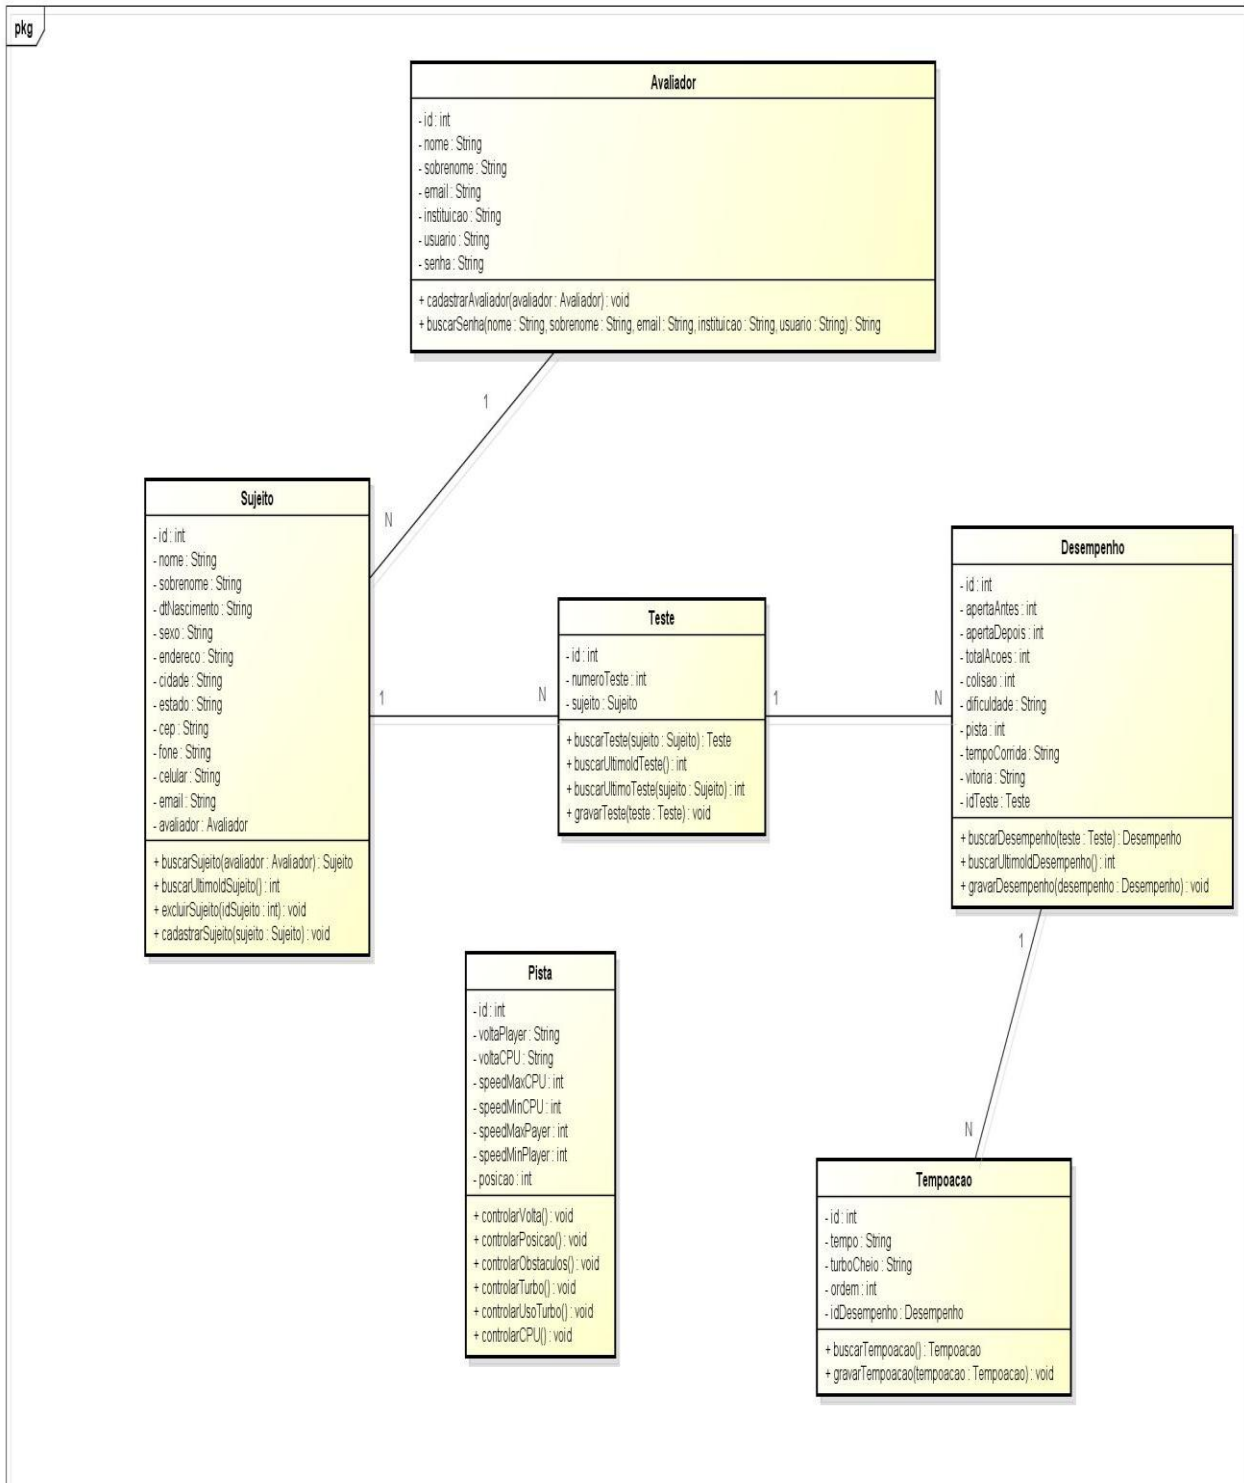 pkg
Avaliador
- id : int
- nome : String
- sobrenome : String
- email : String
- instituicao : String
- usuario : String
- senha : String
+ cadastrarAvaliador(avaliador : Avaliador) : void
+ buscarSenha(nome : String, sobrenome : String, email : String, instituicao : String, usuario : String) : String
1
N
Sujeito
- id : int
- nome : String
- sobrenome : String
- dtNascimento : String
- sexo : String
- endereco : String
- cidade : String
- estado : String
- cep : String
- fone : String
- celular : String
- email : String
- avaliador : Avaliador
+ buscarSujeito(avaliador : Avaliador) : Sujeito
+ buscarUltimoIdSujeito() : int
+ excluirSujeito(idSujeito : int) : void
+ cadastrarSujeito(sujeito : Sujeito) : void
1
N
Teste
- id : int
- numeroTeste : int
- sujeito : Sujeito
+ buscarTeste(sujeito : Sujeito) : Teste
+ buscarUltimoIdTeste() : int
+ buscarUltimoTeste(sujeito : Sujeito) : int
+ gravarTeste(teste : Teste) : void
1
N
Desempenho
- id : int
- apertaAntes : int
- apertaDepois : int
- totalAcoes : int
- colisao : int
- dificuldade : String
- pista : int
- tempoCorrida : String
- vitoria : String
- idTeste : Teste
+ buscarDesempenho(teste : Teste) : Desempenho
+ buscarUltimoIdDesempenho() : int
+ gravarDesempenho(desempenho : Desempenho) : void
1
N
Pista
- id : int
- voltaPlayer : String
- voltaCPU : String
- speedMaxCPU : int
- speedMinCPU : int
- speedMaxPayer : int
- speedMinPlayer : int
- posicao : int
+ controlarVolta() : void
+ controlarPosicao() : void
+ controlarObstaculos() : void
+ controlarTurbo() : void
+ controlarUsoTurbo() : void
+ controlarCPU() : void
Tempoacao
- id : int
- tempo : String
- turboCheio : String
- ordem : int
- idDesempenho : Desempenho
+ buscarTempoacao() : Tempoacao
+ gravarTempoacao(tempoacao : Tempoacao) : void